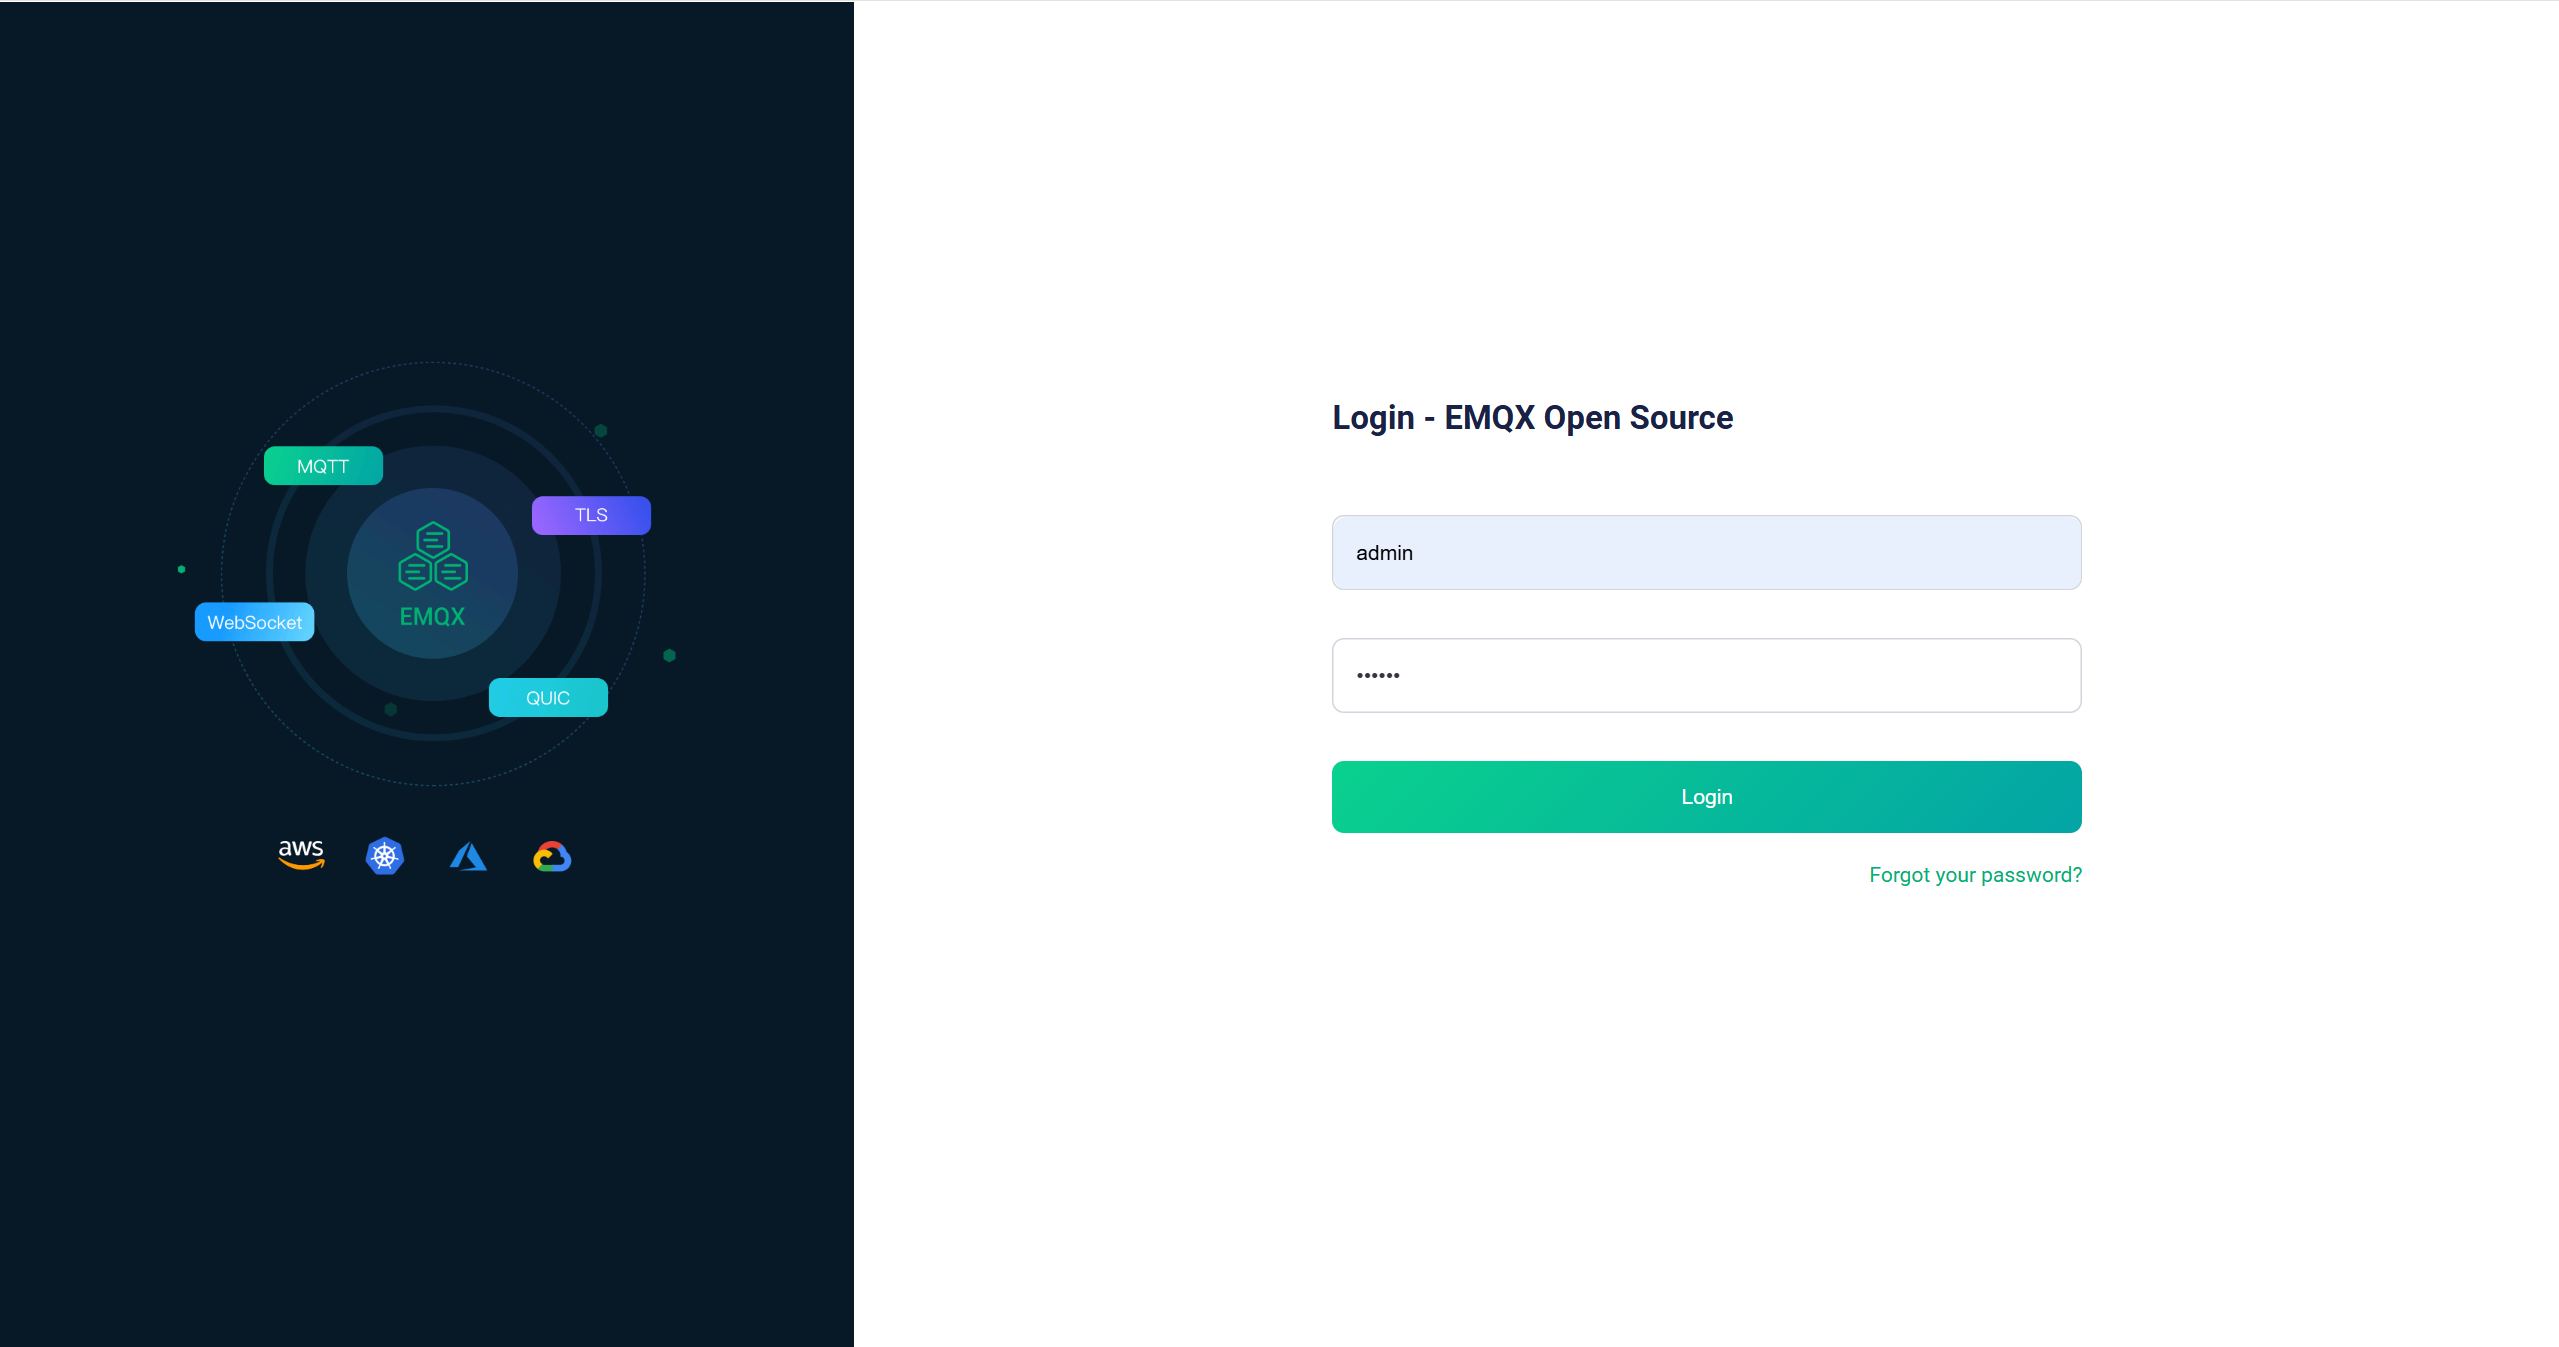 MQTT
TLS
EMQX
WebSocket
QUIC
aws
Login - EMQX Open Source
admin
••••••
Login
Forgot your password?